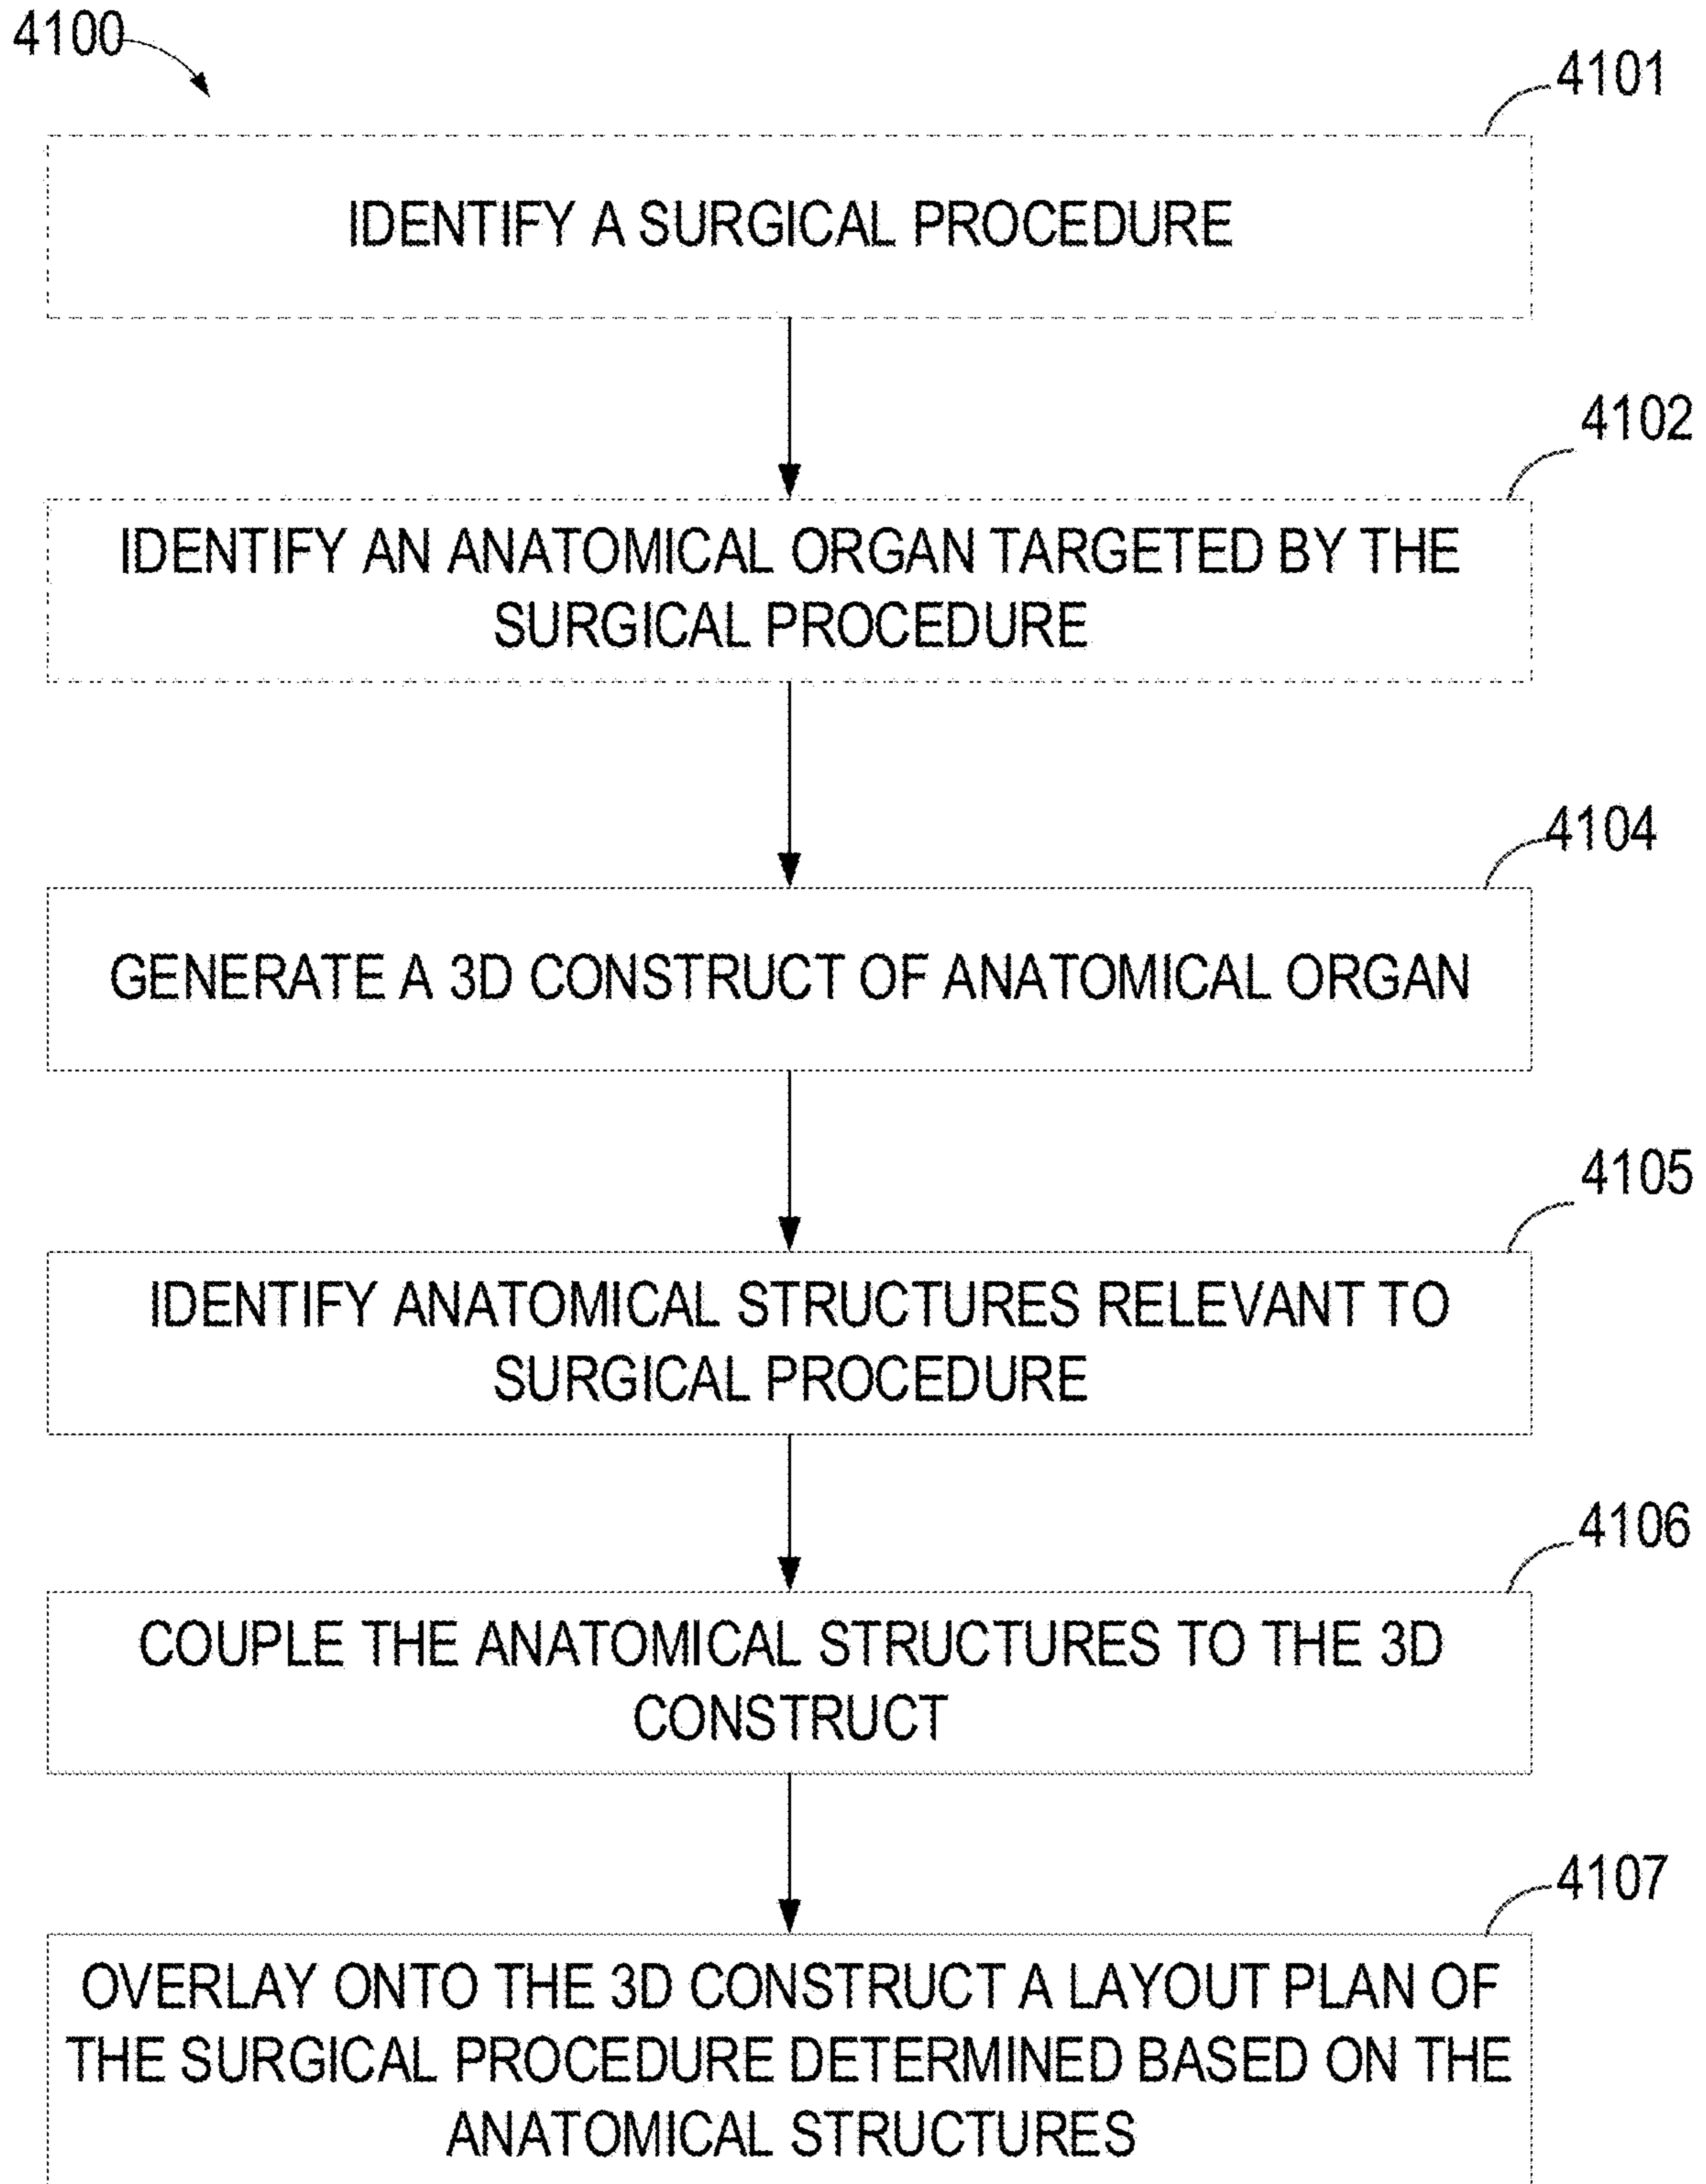 4100
4101
IDENTIFY A SURGICAL PROCEDURE
4102
IDENTIFY AN ANATOMICAL ORGAN TARGETED BY THE
SURGICAL PROCEDURE
4104
GENERATE A 3D CONSTRUCT OF ANATOMICAL ORGAN
4105
IDENTIFY ANATOMICAL STRUCTURES RELEVANT TO
SURGICAL PROCEDURE
4106
COUPLE THE ANATOMICAL STRUCTURES TO THE 3D
CONSTRUCT
4107
OVERLAY ONTO THE 3D CONSTRUCT A LAYOUT PLAN OF
THE SURGICAL PROCEDURE DETERMINED BASED ON THE
ANATOMICAL STRUCTURES